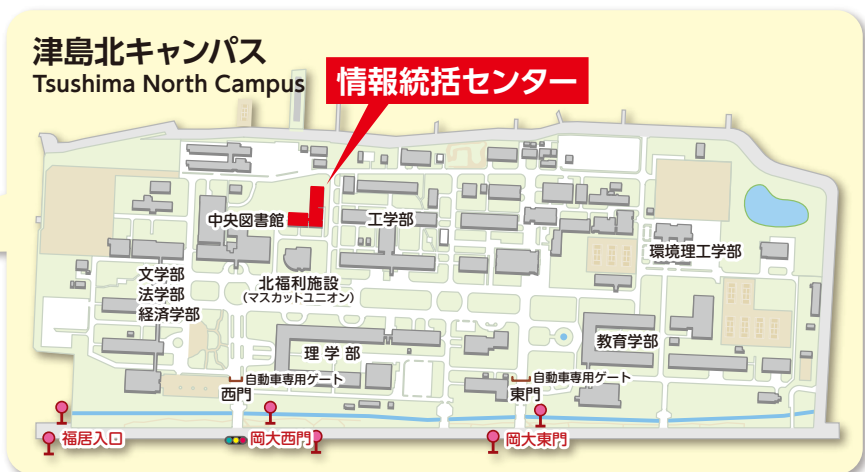 津島北キャンパス
Tsushima North Campus
情報統括センター
中央図書館
工学部
環境理工学部
文学部
法学部
経済学部
北福利施設
(マスカットユニオン)
理学部
教育学部
自動車専用ゲート
西門
自動車専用ゲート
東門
福居入口
岡大西門
岡大東門